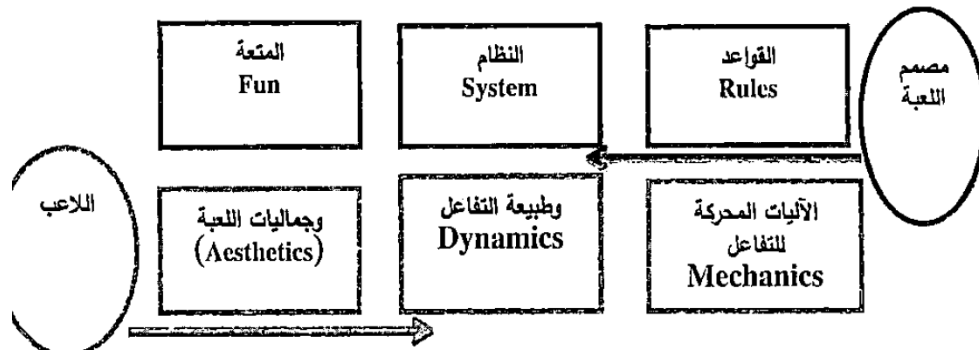 مصمم
اللعبة
القواعد
Rules
النظام
System
المتعة
Fun
الآليات المحركة
للتفاعل
Mechanics
وطبيعة التفاعل
Dynamics
وجماليات اللعبة
(Aesthetics)
اللاعب